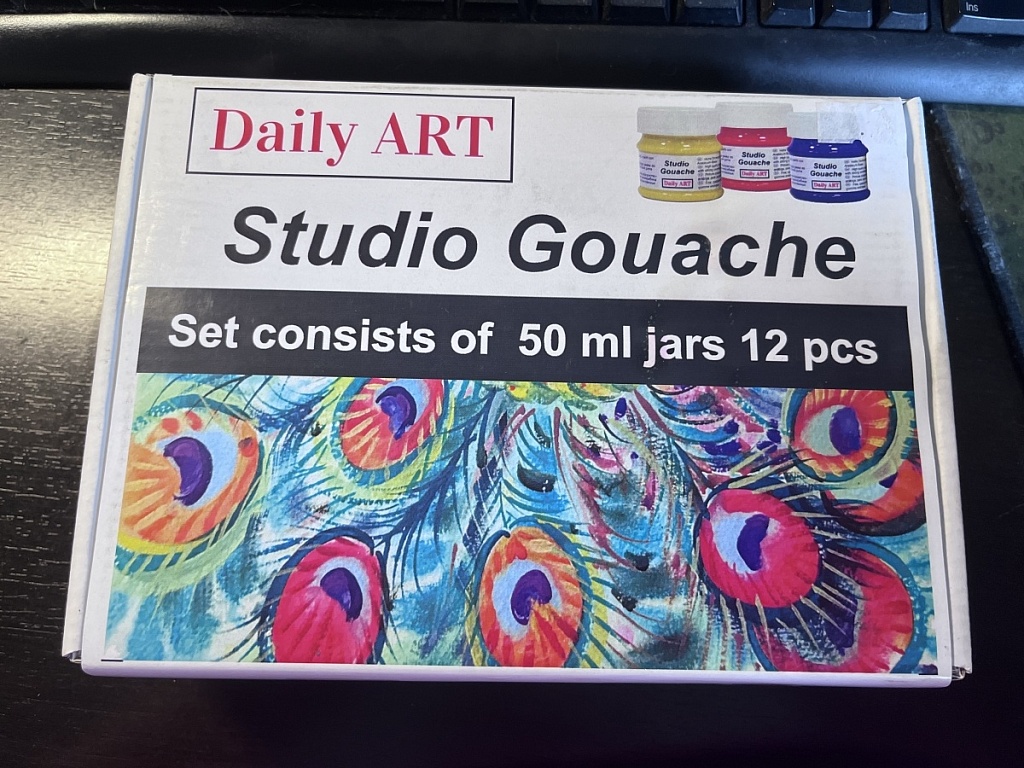 Ins
Daily ART
Studio
Gouache
Daily ART
Studio
Gouache
Daily ART
Studio
Gouache
Daily ART
Studio Gouache
Set consists of 50 ml jars 12 pcs